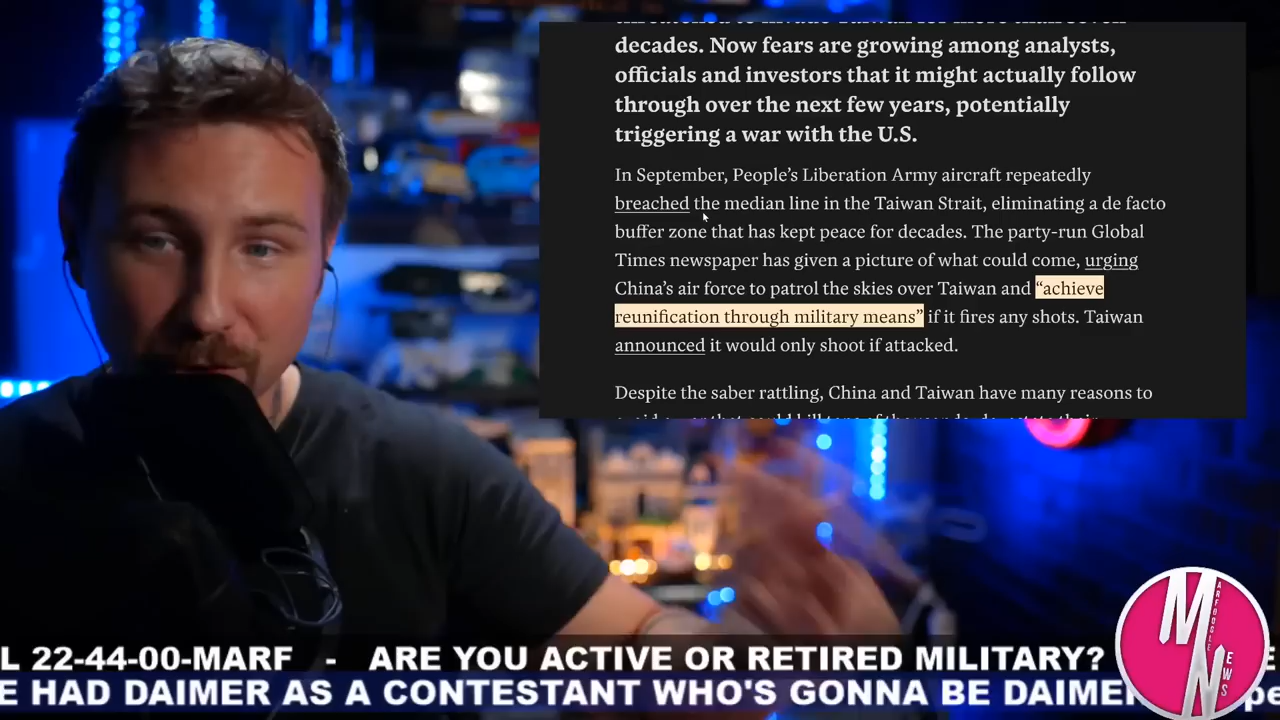 decades. Now fears are growing among analysts,
officials and investors that it might actually follow
through over the next few years, potentially
triggering a war with the U.S.
In September, People’s Liberation Army aircraft repeatedly
breached the median line in the Taiwan Strait, eliminating a de facto
buffer zone that has kept peace for decades. The party-run Global
Times newspaper has given a picture of what could come, urging
China’s air force to patrol the skies over Taiwan and “achieve
reunification through military means” if it fires any shots. Taiwan
announced it would only shoot if attacked.
Despite the saber rattling, China and Taiwan have many reasons to
L 22-44-00-MARF - ARE YOU ACTIVE OR RETIRED MILITARY?
E HAD DAIMER AS A CONTESTANT WHO'S GONNA BE DAIMER
MN
EWS